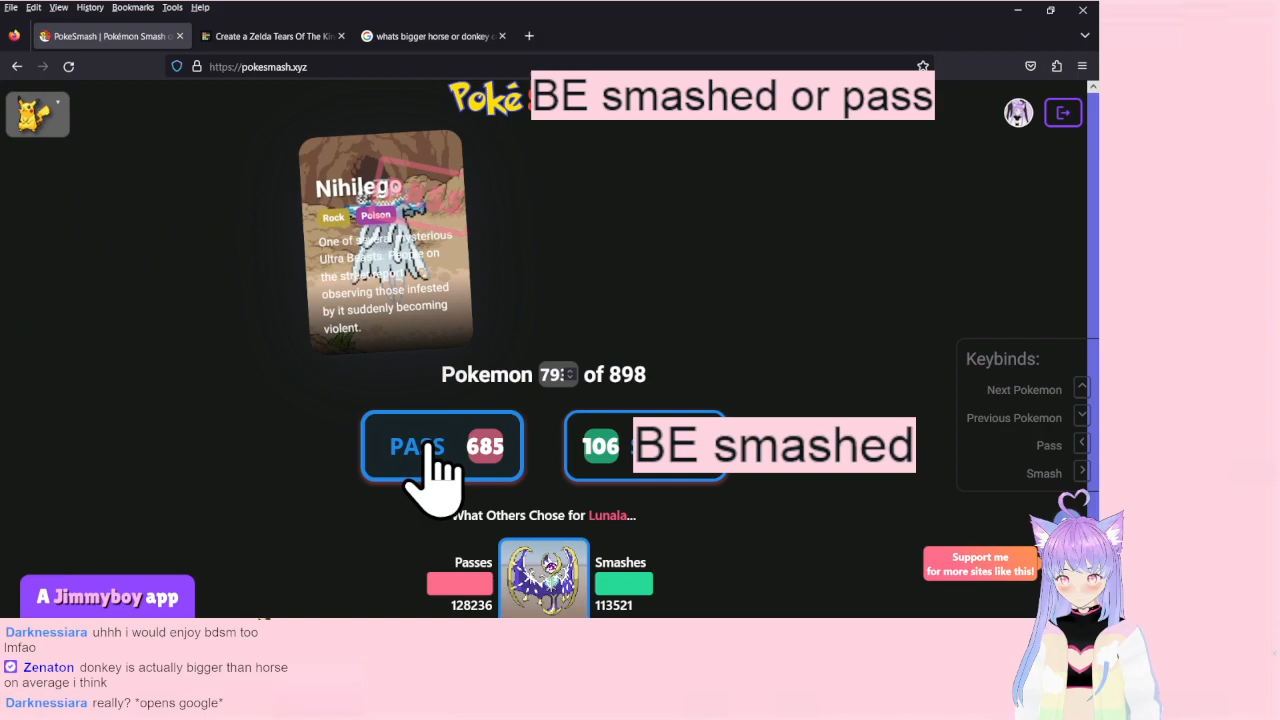 File Edit View History Bookmarks Tools Help
PokeSmash | Pokémon Smash o
Create a Zelda Tears Of The Kin
whats bigger horse or donkey o
https://pokesmash.xyz
Poké
BE smashed or pass
Nihilego
Rock Poison
One of several mysterious
Ultra Beasts. People on
the street report
observing those infested
by it suddenly becoming
violent.
Pokemon 793 of 898
PASS 685
106 BE smashed
What Others Chose for Lunala...
Passes
128236
Smashes
113521
Keybinds:
Next Pokemon
Previous Pokemon
Pass
Smash
Support me
for more sites like this!
A Jimmyboy app
Darknessiara uhhh i would enjoy bdsm too
lmfao
Zenaton donkey is actually bigger than horse
on average i think
Darknessiara really? *opens google*